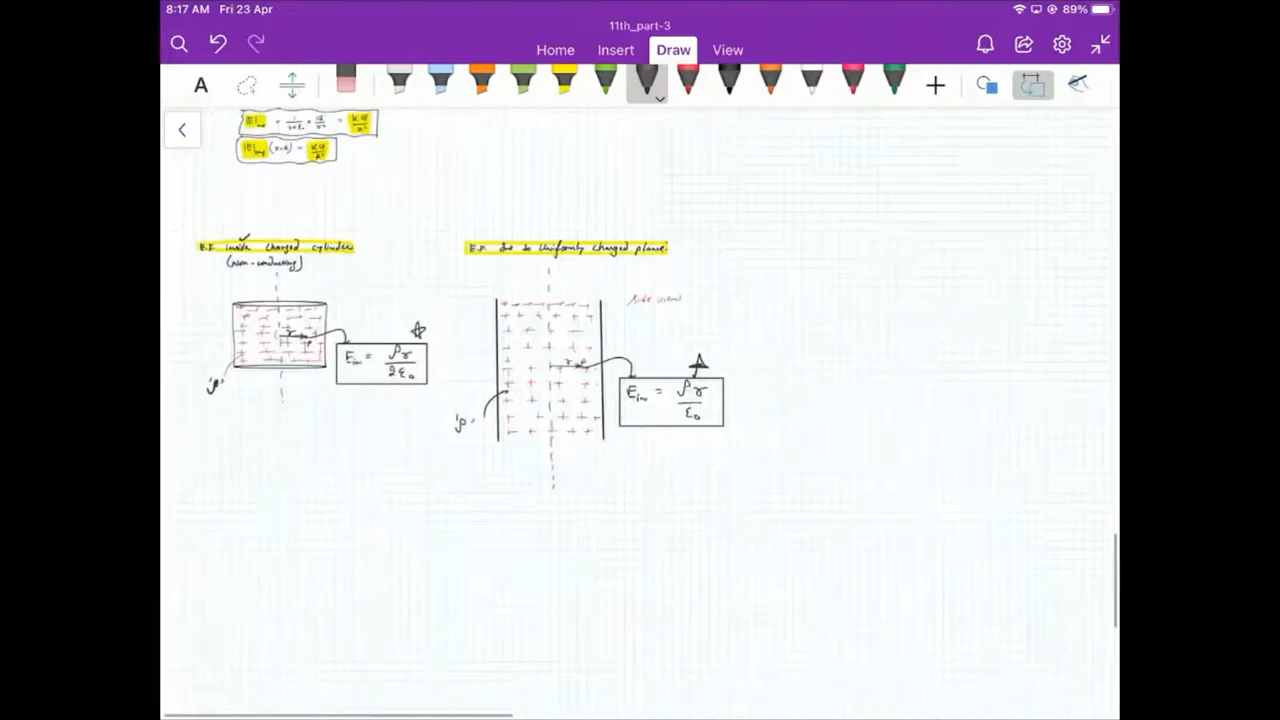 8:17 AM Fri 23 Apr
89%
11th_part-3
Home Insert Draw View
A
E.F. inside charged cylinder
(non-conducting)
E.F. due to Uniformly charged plane.
side view
r
P
E_in = ρr / 2ε₀
'ρ'
r P
E_in = ρr / ε₀
'ρ'